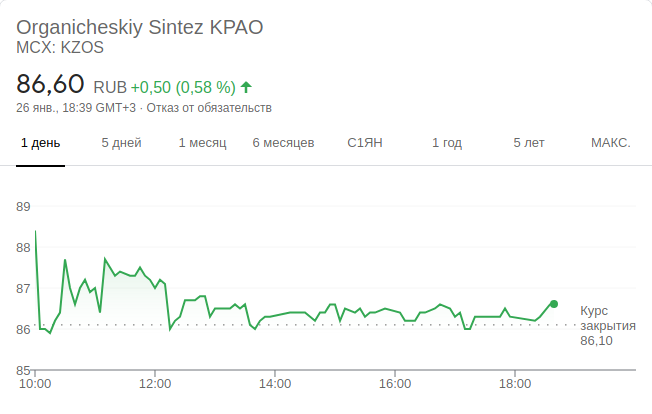 Organicheskiy Sintez KPAO
MCX: KZOS
86,60 RUB +0,50 (0,58 %)
26 янв., 18:39 GMT+3 · Отказ от обязательств
1 день 5 дней 1 месяц 6 месяцев С1ЯН 1 год 5 лет МАКС.
89
88
87
86
85
Курс
закрытия
86,10
10:00 12:00 14:00 16:00 18:00